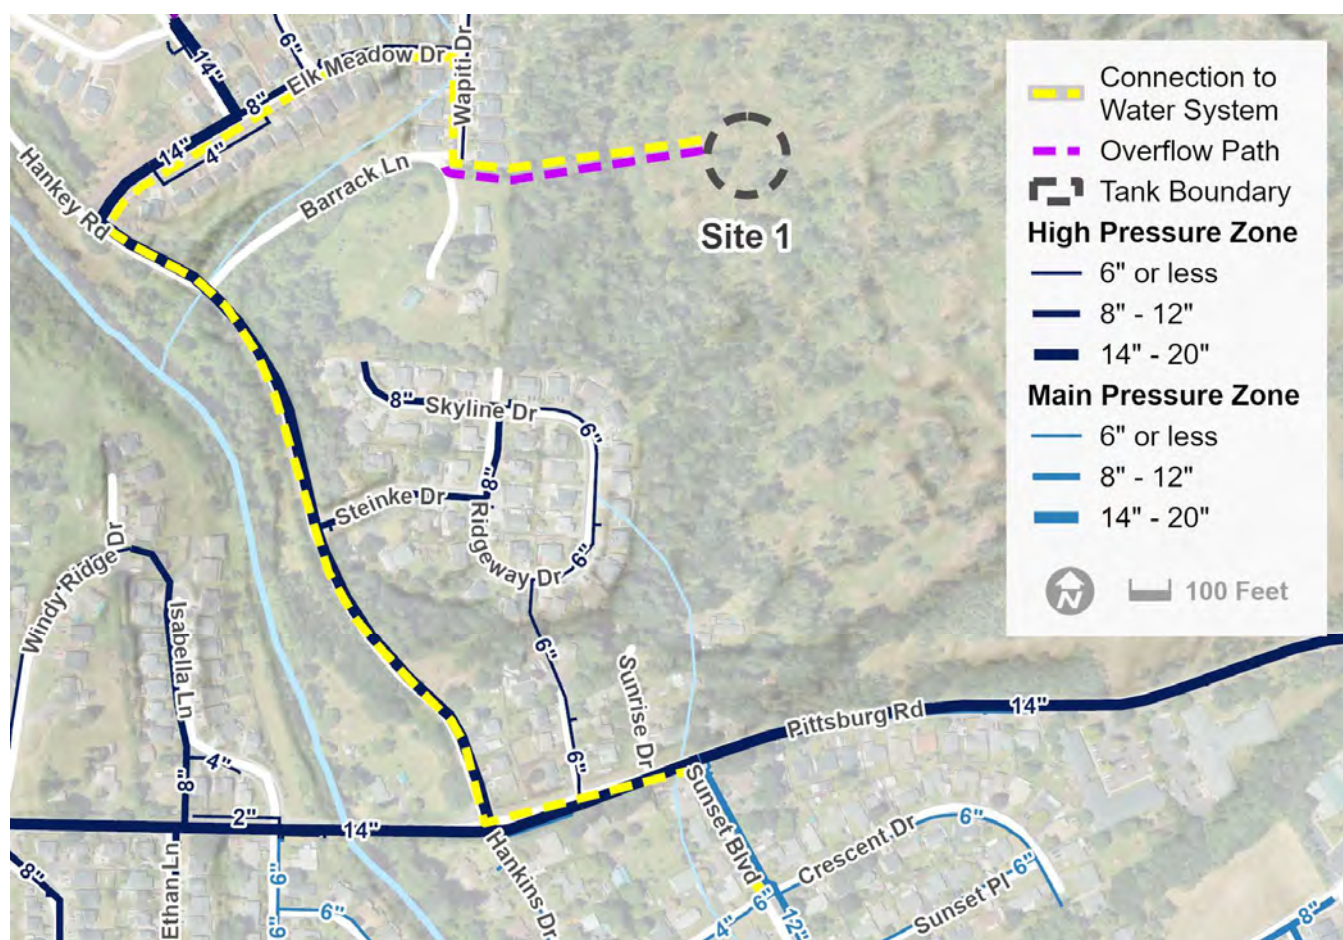 14"
6"
Elk Meadow Dr
8"
Wapiti Dr
14"
4"
Hankey Rd
Barrack Ln
Site 1
Connection to
Water System
Overflow Path
Tank Boundary
High Pressure Zone
6" or less
8" - 12"
14" - 20"
Main Pressure Zone
6" or less
8" - 12"
14" - 20"
N
100 Feet
8"
Skyline Dr
6"
8"
Steinke Dr
Ridgeway Dr
6"
Windy Ridge Dr
Isabella Ln
6"
Sunrise Dr
Pittsburg Rd
14"
4"
8"
6"
2"
14"
Sunset Blvd
Hankins Dr
Crescent Dr
6"
6"
8"
Ethan Ln
6"
6"
6"
4"
6"
12"
Sunset Pl
8"